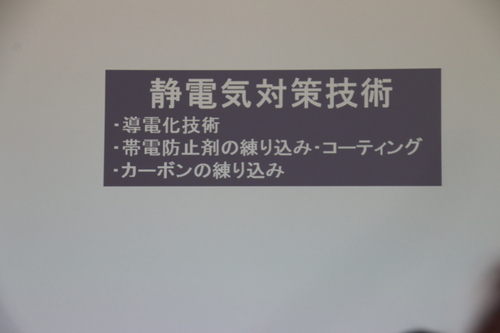 静電気対策技術
・導電化技術
・帯電防止剤の練り込み・コーティング
・カーボンの練り込み